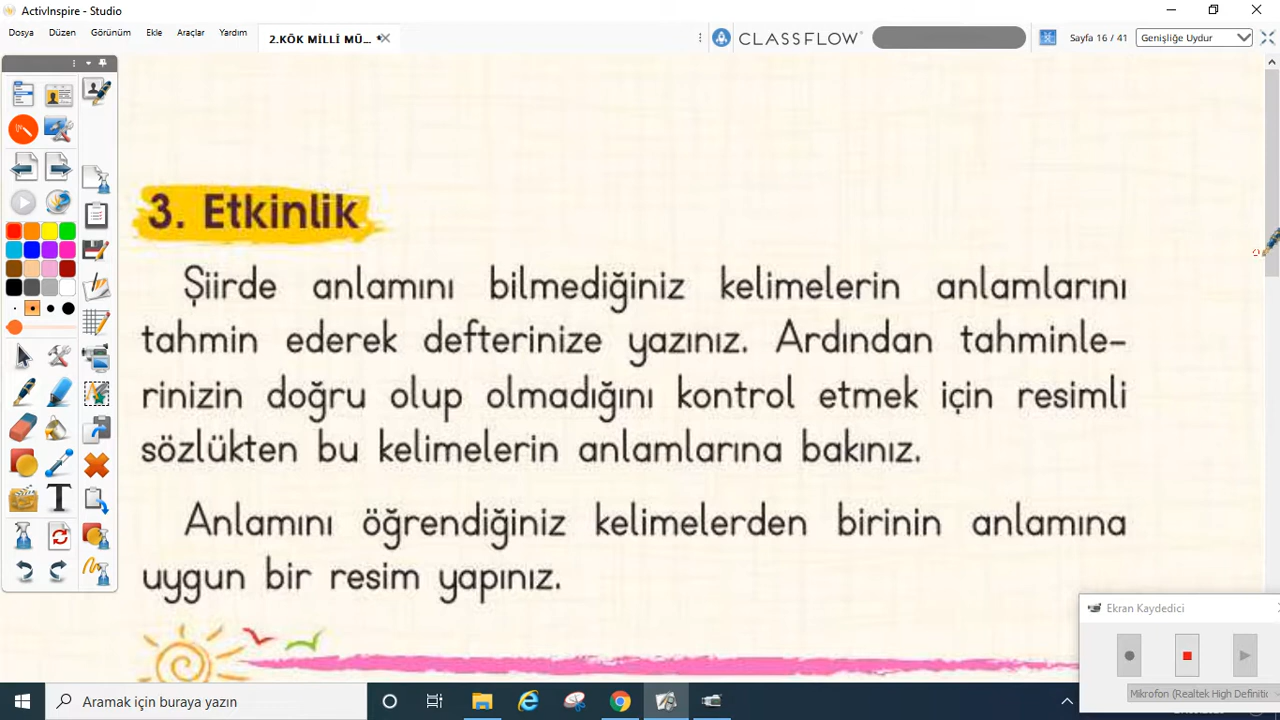 ActivInspire - Studio
Dosya Düzen Görünüm Ekle Araçlar Yardım
2.KÖK MİLLİ MÜ...
CLASSFLOW
Sayfa 16 / 41
Genişliğe Uydur
3. Etkinlik
Şiirde anlamını bilmediğiniz kelimelerin anlamlarını
tahmin ederek defterinize yazınız. Ardından tahminle-
rinizin doğru olup olmadığını kontrol etmek için resimli
sözlükten bu kelimelerin anlamlarına bakınız.
Anlamını öğrendiğiniz kelimelerden birinin anlamına
uygun bir resim yapınız.
Ekran Kaydedici
Mikrofon (Realtek High Definitic
Aramak için buraya yazın